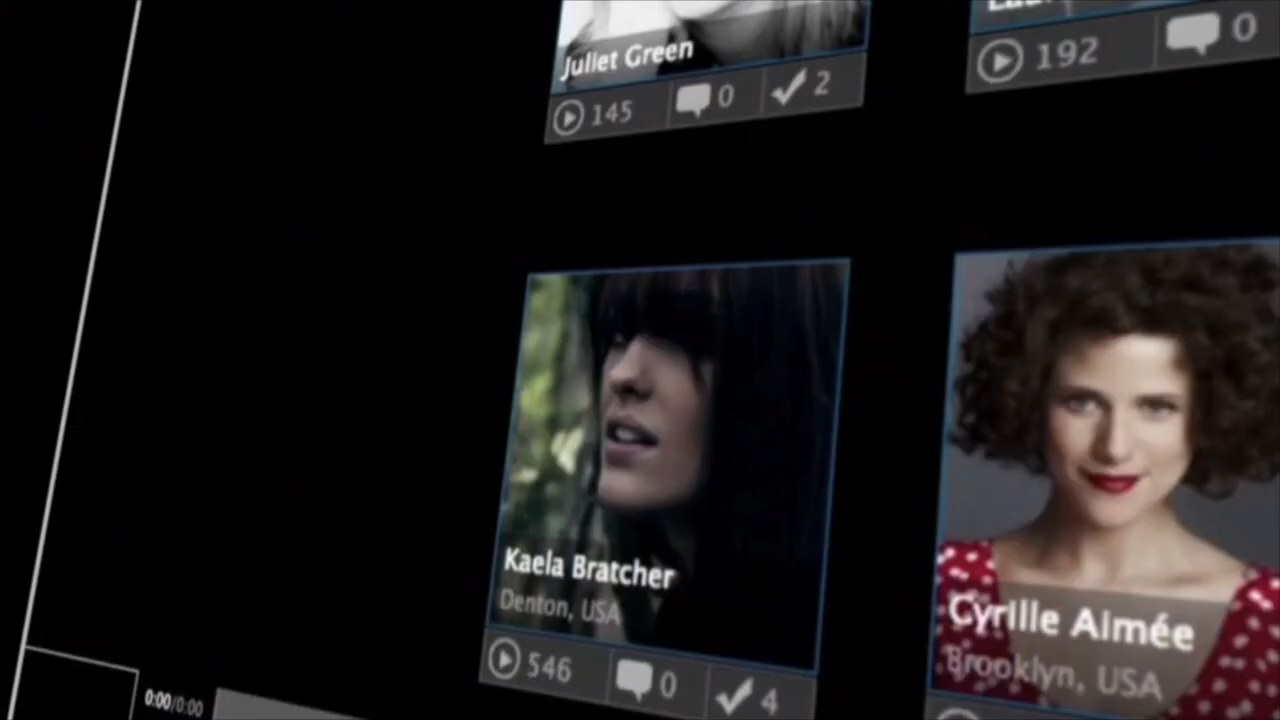 Juliet Green
145 0 2
192 0
Kaela Bratcher
Denton, USA
546 0 4
Cyrille Aimée
Brooklyn, USA
0:00/0:00